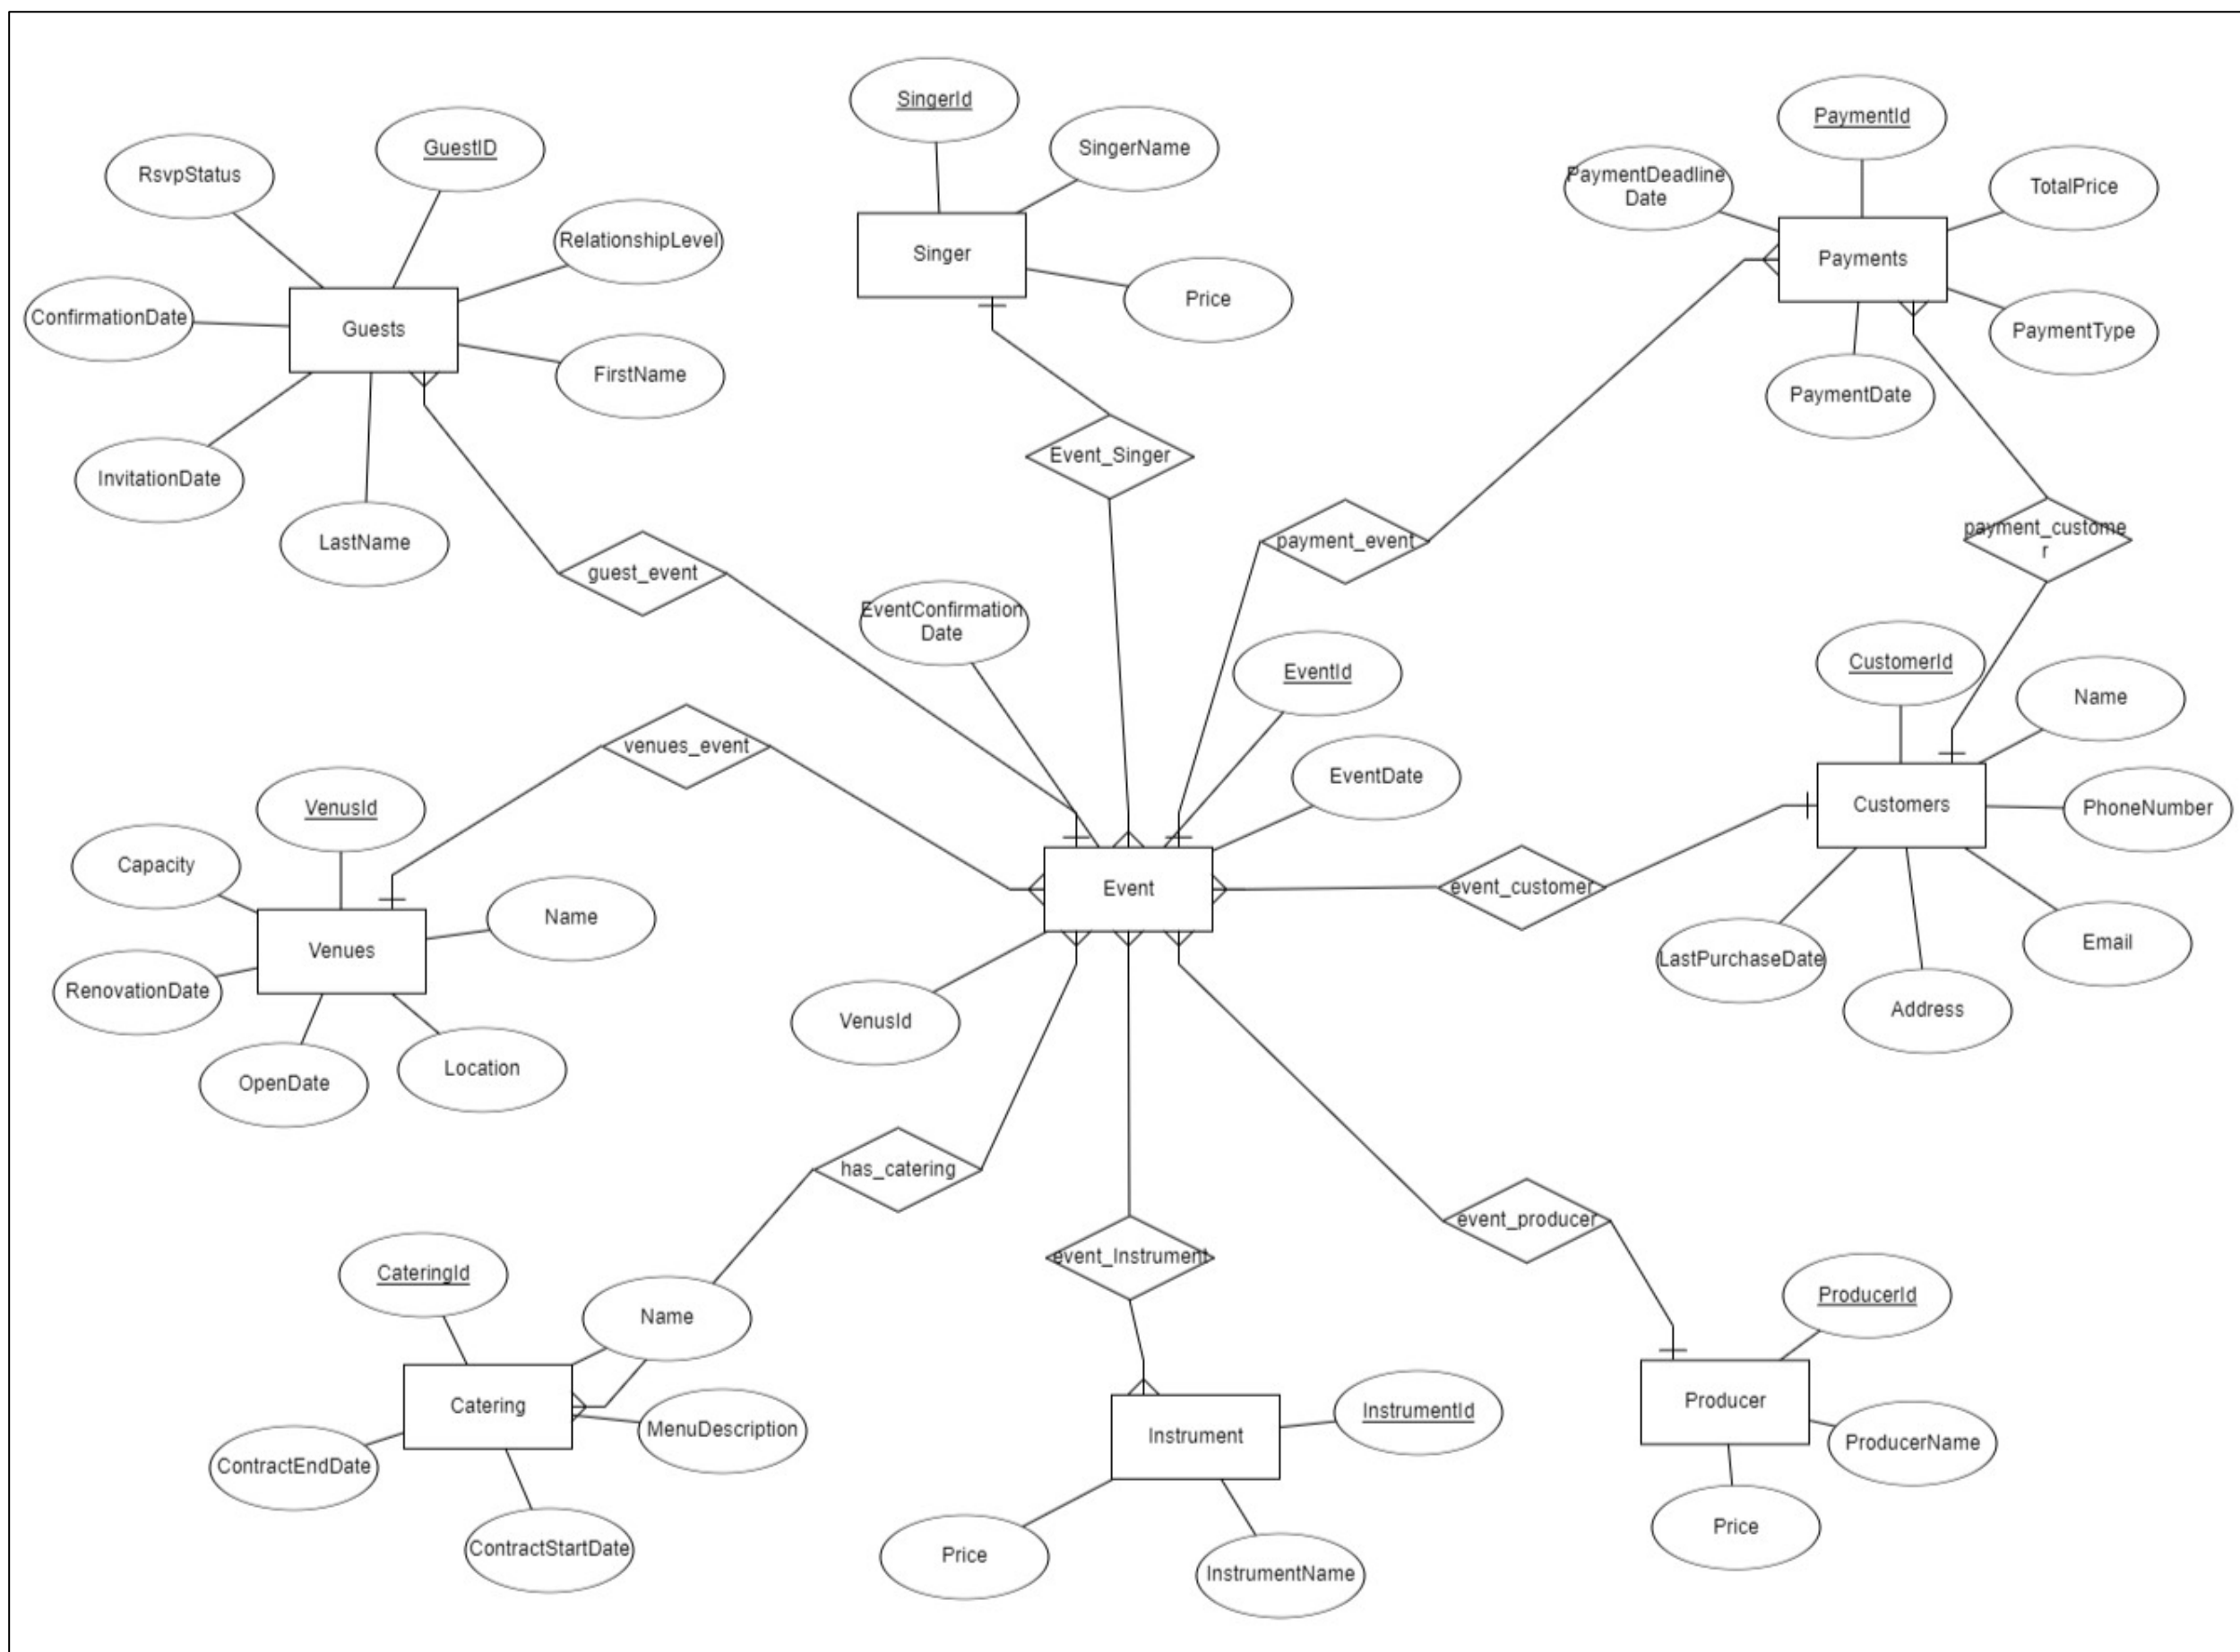 SingerId
PaymentId
GuestID
SingerName
RsvpStatus
PaymentDeadline
Date
TotalPrice
RelationshipLevel
Singer
Payments
Price
ConfirmationDate
Guests
PaymentType
FirstName
PaymentDate
Event_Singer
InvitationDate
LastName
payment_event
payment_custome
r
guest_event
EventConfirmation
Date
EventId
CustomerId
Name
venues_event
EventDate
VenusId
Customers
PhoneNumber
Capacity
Event
event_customer
Name
Venues
Email
LastPurchaseDate
RenovationDate
Address
VenusId
Location
OpenDate
has_catering
event_producer
event_Instrument
CateringId
ProducerId
Name
Producer
Catering
InstrumentId
MenuDescription
Instrument
ProducerName
ContractEndDate
Price
ContractStartDate
Price
InstrumentName